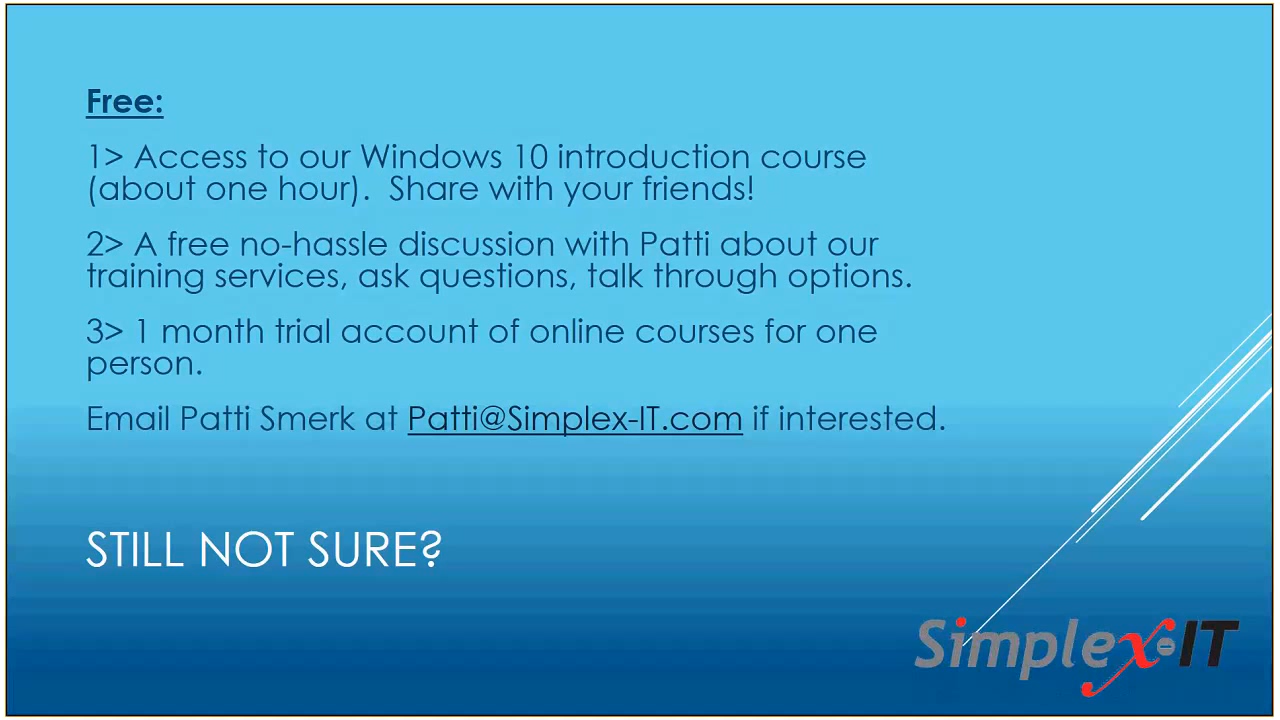 Free:
1> Access to our Windows 10 introduction course
(about one hour).  Share with your friends!
2> A free no-hassle discussion with Patti about our
training services, ask questions, talk through options.
3> 1 month trial account of online courses for one
person.
Email Patti Smerk at Patti@Simplex-IT.com if interested.
STILL NOT SURE?
Simplex-IT